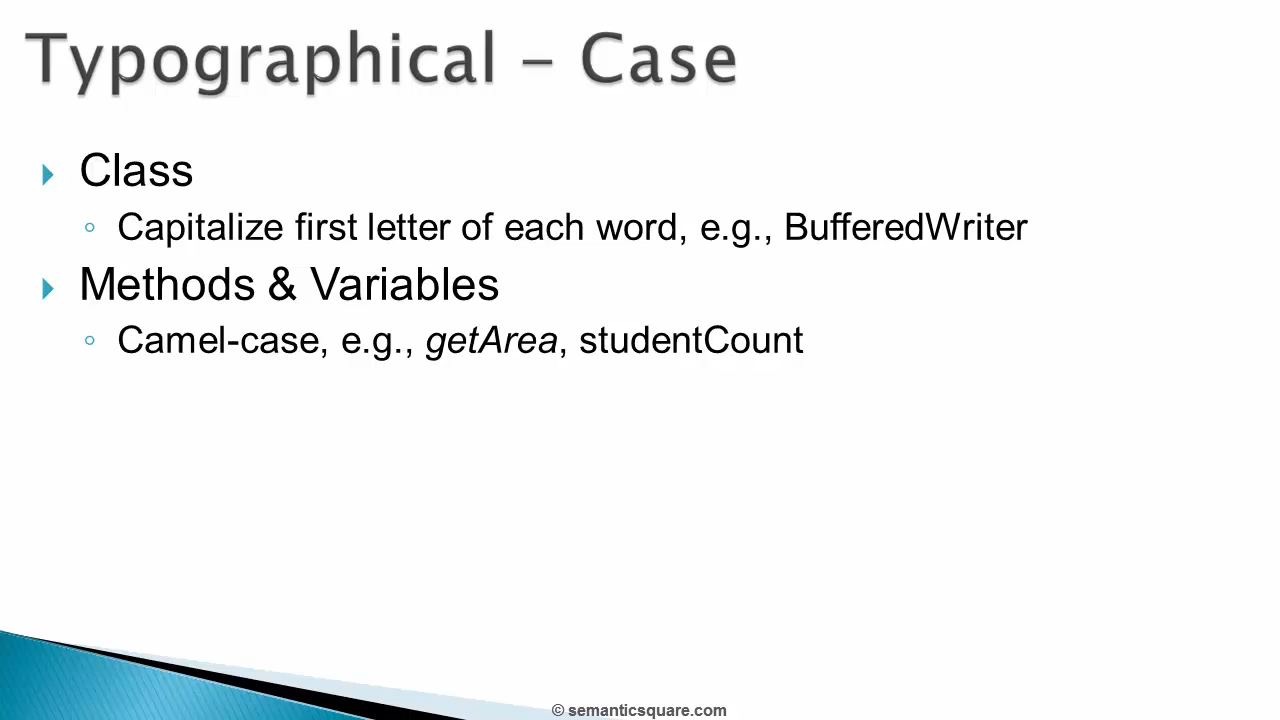 Typographical – Case
Class
Capitalize first letter of each word, e.g., BufferedWriter
Methods & Variables
Camel-case, e.g., getArea, studentCount
© semanticsquare.com